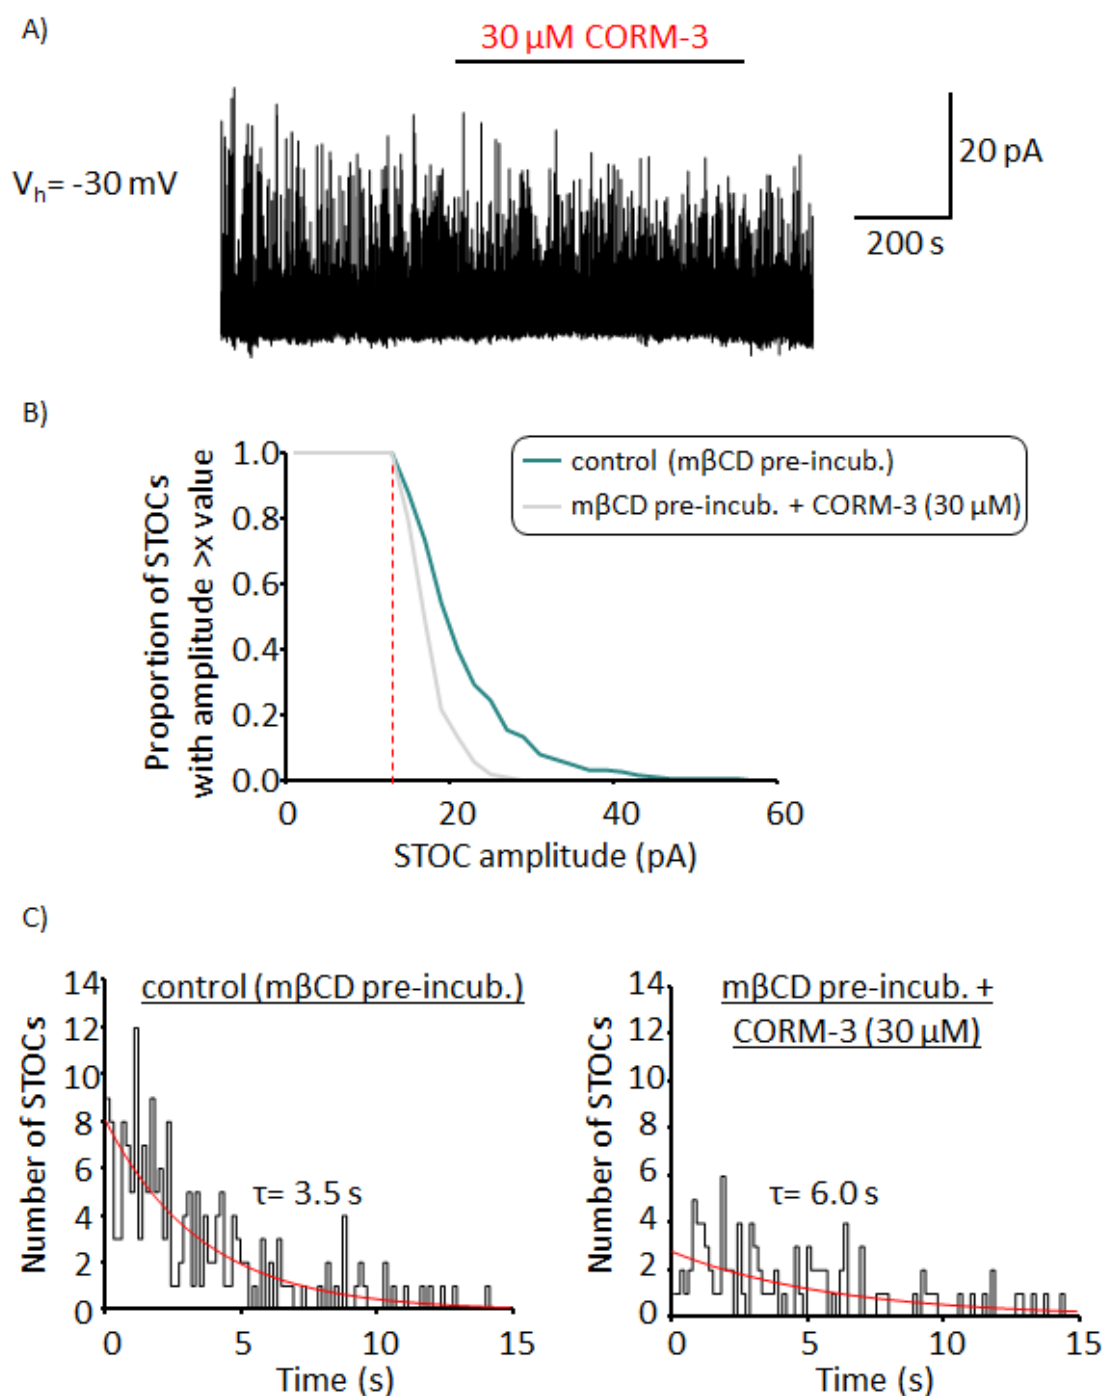 A)
30 µM CORM-3
Vₕ= -30 mV
20 pA
200 s
B)
Proportion of STOCs
with amplitude >x value
1.0
0.8
0.6
0.4
0.2
0.0
0 20 40 60
STOC amplitude (pA)
control (mβCD pre-incub.)
mβCD pre-incub. + CORM-3 (30 µM)
C)
control (mβCD pre-incub.)
Number of STOCs
14
12
10
8
6
4
2
0
τ= 3.5 s
0 5 10 15
Time (s)
mβCD pre-incub. +
CORM-3 (30 µM)
Number of STOCs
14
12
10
8
6
4
2
0
τ= 6.0 s
0 5 10 15
Time (s)